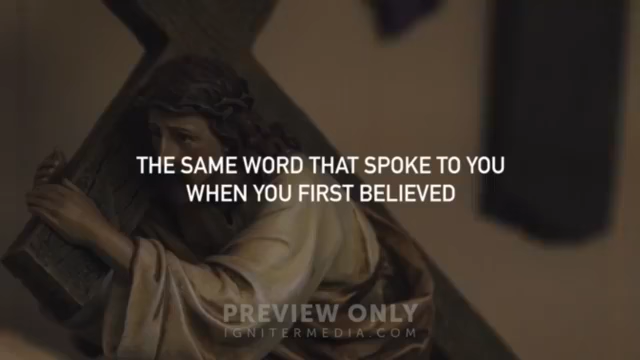 THE SAME WORD THAT SPOKE TO YOU
WHEN YOU FIRST BELIEVED
PREVIEW ONLY
IGNITERMEDIA.COM